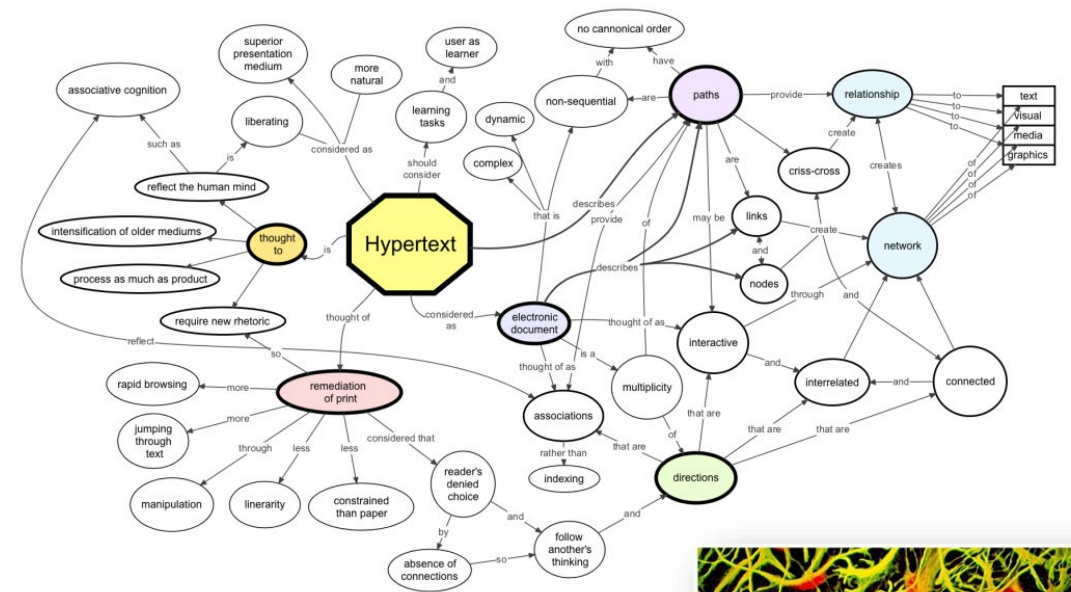 no cannonical order
superior
presentation
medium
user as
learner
with
have
more
natural
and
associative cognition
non-sequential
are
paths
provide
relationship
to
to
to
text
visual
media
graphics
learning
tasks
dynamic
liberating
considered as
create
such as
is
should
consider
complex
are
criss-cross
creates
of
of
of
of
reflect the human mind
describes
provide
that is
of
may be
links
create
intensification of older mediums
thought
to
is
Hypertext
network
and
process as much as product
describes
nodes
through
and
require new rhetoric
thought of
considered
as
electronic
document
thought of as
interactive
reflect
so
is a
thought of as
and
rapid browsing
more
remediation
of print
multiplicity
interrelated
and
connected
jumping
through
text
more
associations
that are
considered that
of
that are
that are
that are
through
less
less
rather than
reader's
denied
choice
indexing
directions
manipulation
linerarity
constrained
than paper
and
and
by
follow
another's
thinking
absence of
connections
so